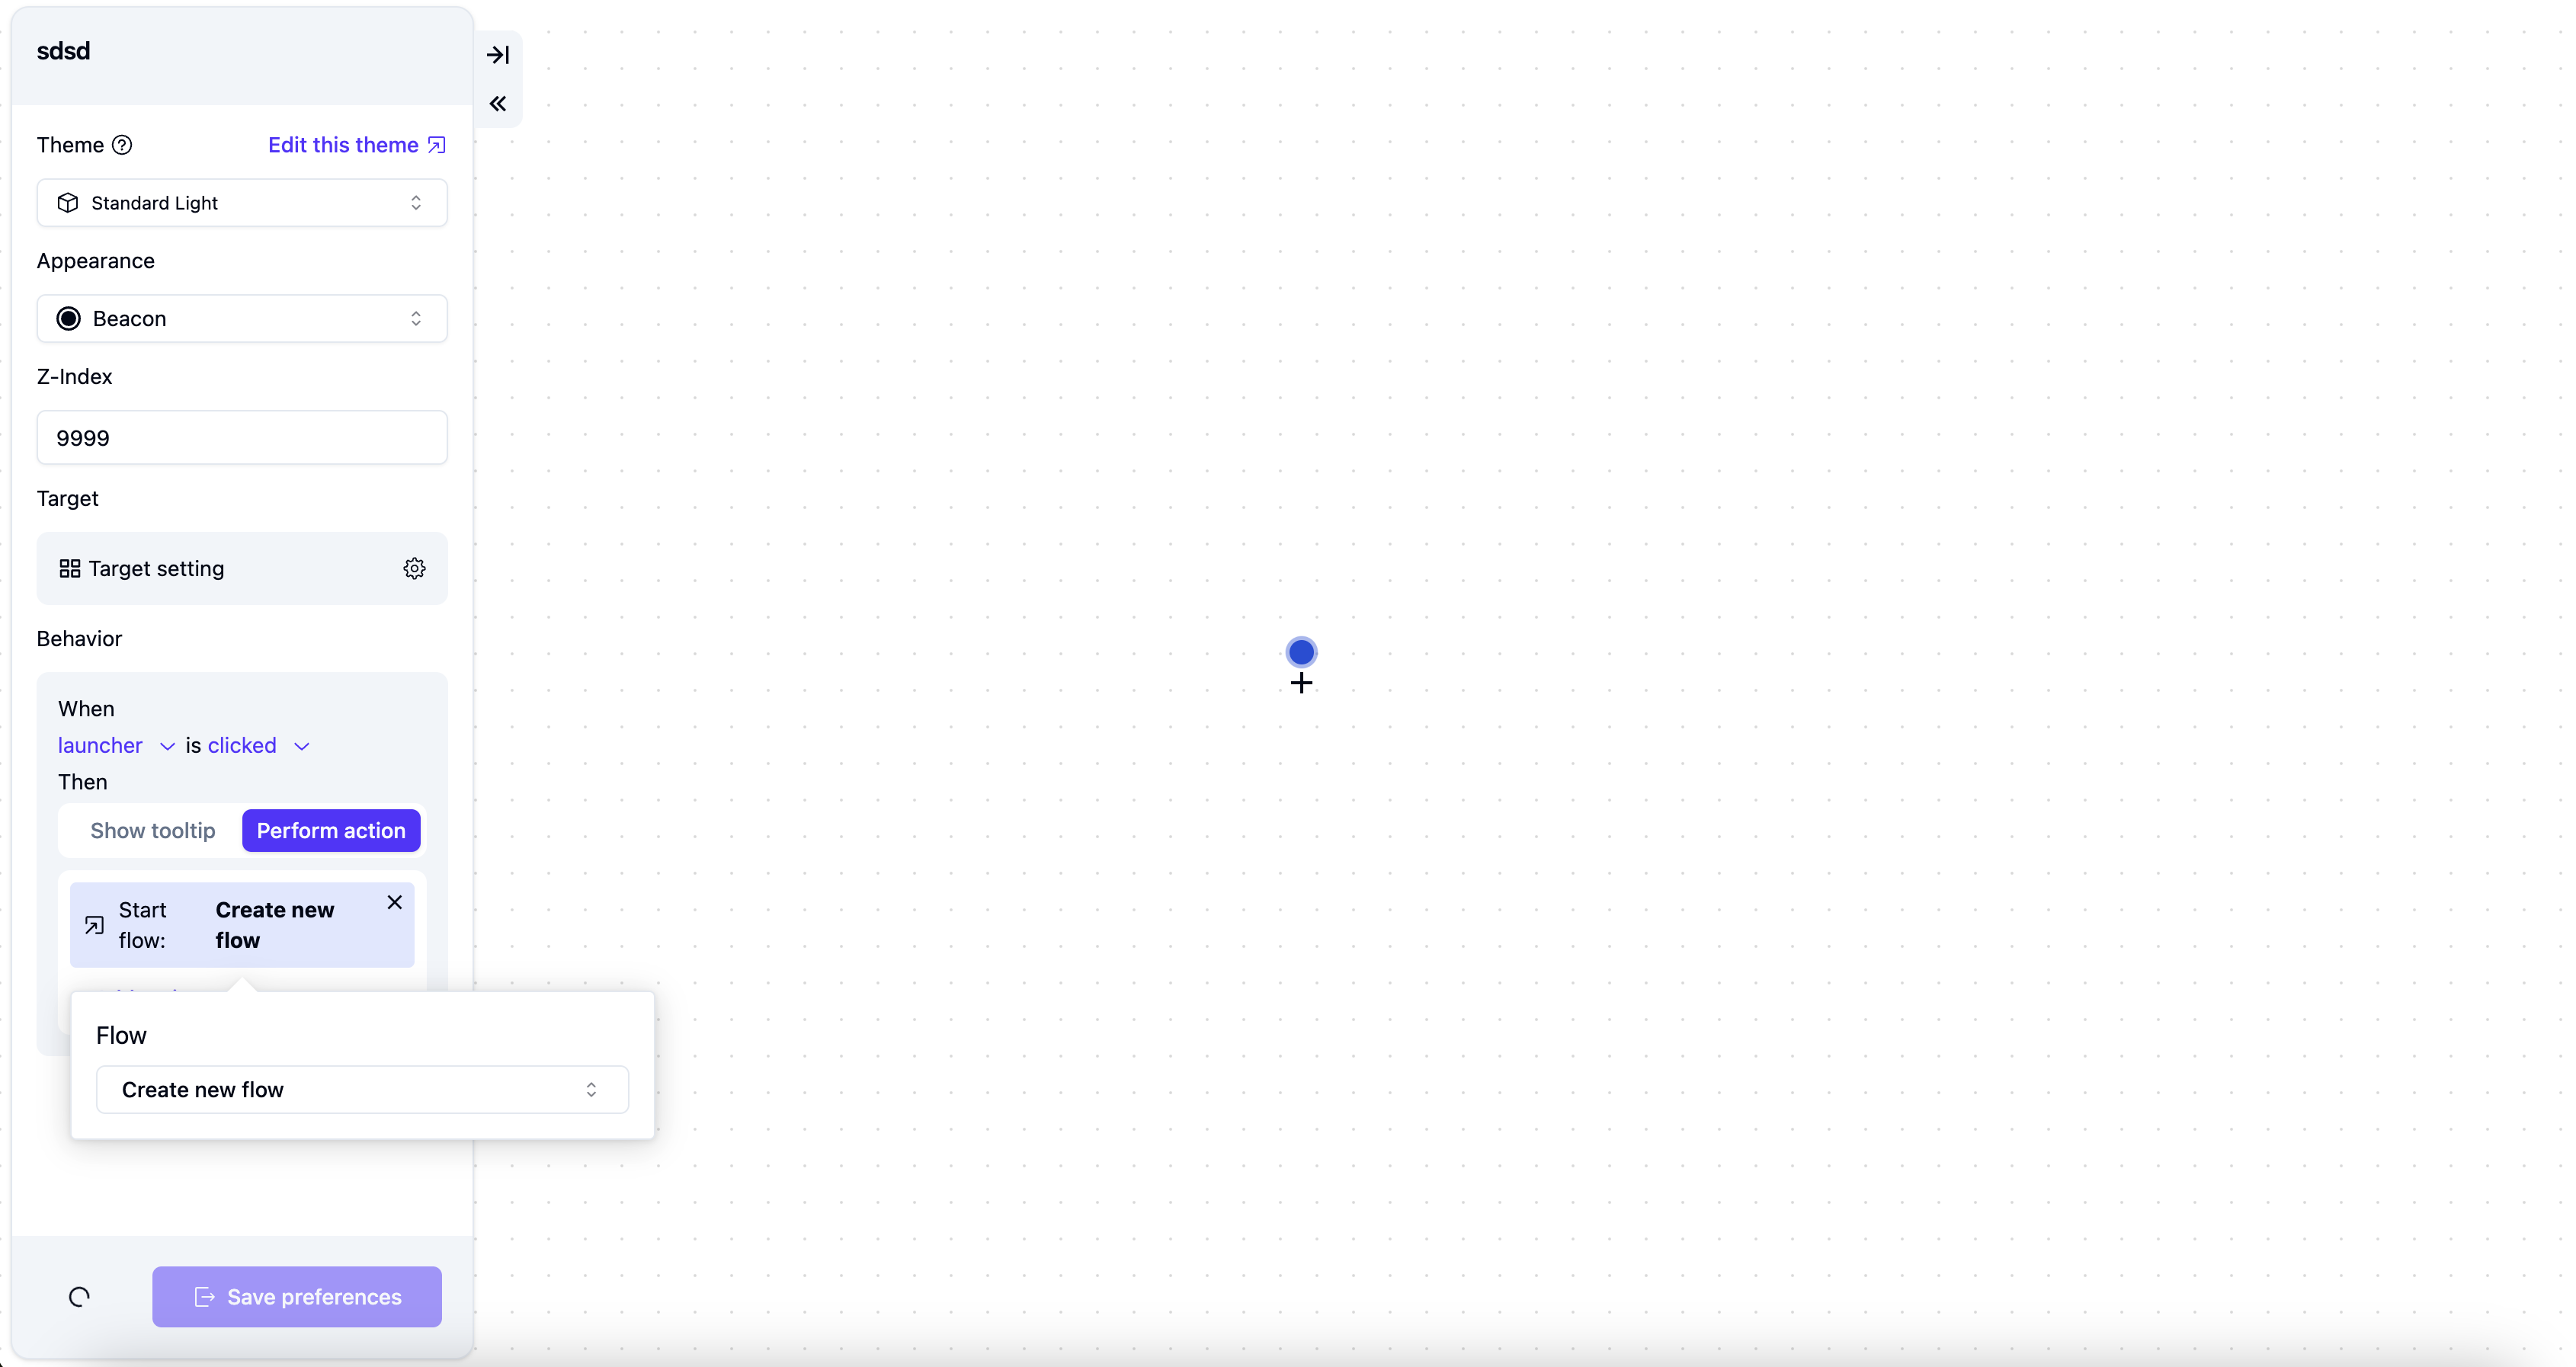 sdsd
Theme
Edit this theme
Standard Light
Appearance
Beacon
Z-Index
9999
Target
Target setting
Behavior
When
launcher is clicked
Then
Show tooltip Perform action
Start flow: Create new flow
Flow
Create new flow
Save preferences